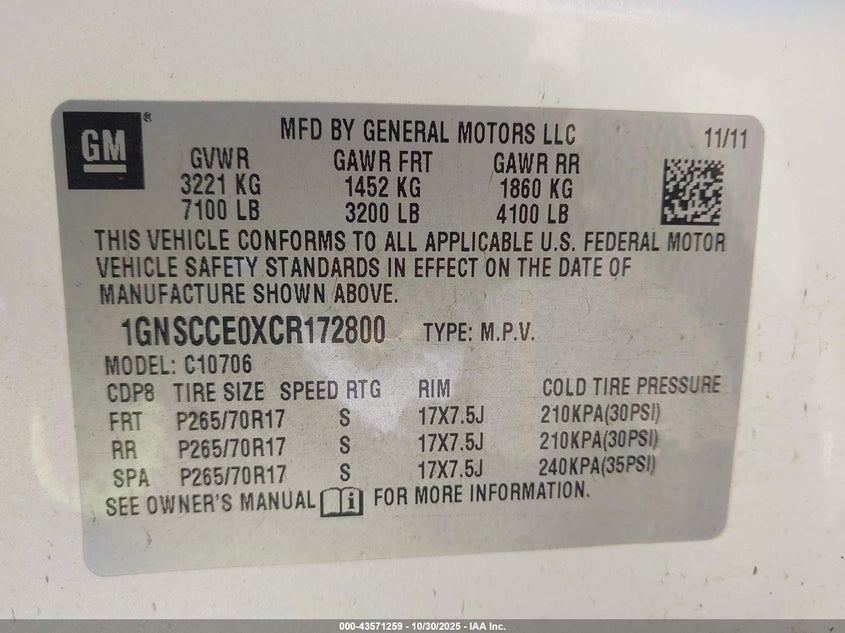 GM ®
MFD BY GENERAL MOTORS LLC 11/11
GVWR GAWR FRT GAWR RR
3221 KG 1452 KG 1860 KG
7100 LB 3200 LB 4100 LB
THIS VEHICLE CONFORMS TO ALL APPLICABLE U.S. FEDERAL MOTOR
VEHICLE SAFETY STANDARDS IN EFFECT ON THE DATE OF
MANUFACTURE SHOWN ABOVE.
1GNSCCE0XCR172800 TYPE: M.P.V.
MODEL: C10706
CDP8 TIRE SIZE SPEED RTG RIM COLD TIRE PRESSURE
FRT P265/70R17 S 17X7.5J 210KPA(30PSI)
RR P265/70R17 S 17X7.5J 210KPA(30PSI)
SPA P265/70R17 S 17X7.5J 240KPA(35PSI)
SEE OWNER'S MANUAL i FOR MORE INFORMATION.
000-43571259 - 10/30/2025 - IAA Inc.